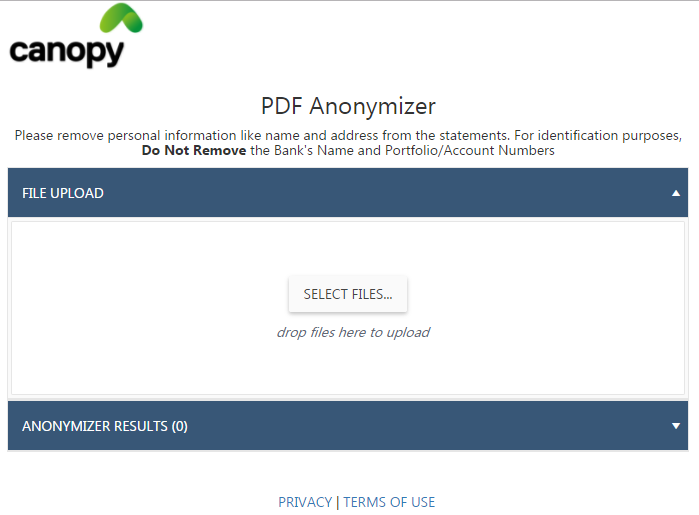 canopy
PDF Anonymizer
Please remove personal information like name and address from the statements. For identification purposes,
Do Not Remove the Bank's Name and Portfolio/Account Numbers
FILE UPLOAD
SELECT FILES...
drop files here to upload
ANONYMIZER RESULTS (0)
PRIVACY | TERMS OF USE